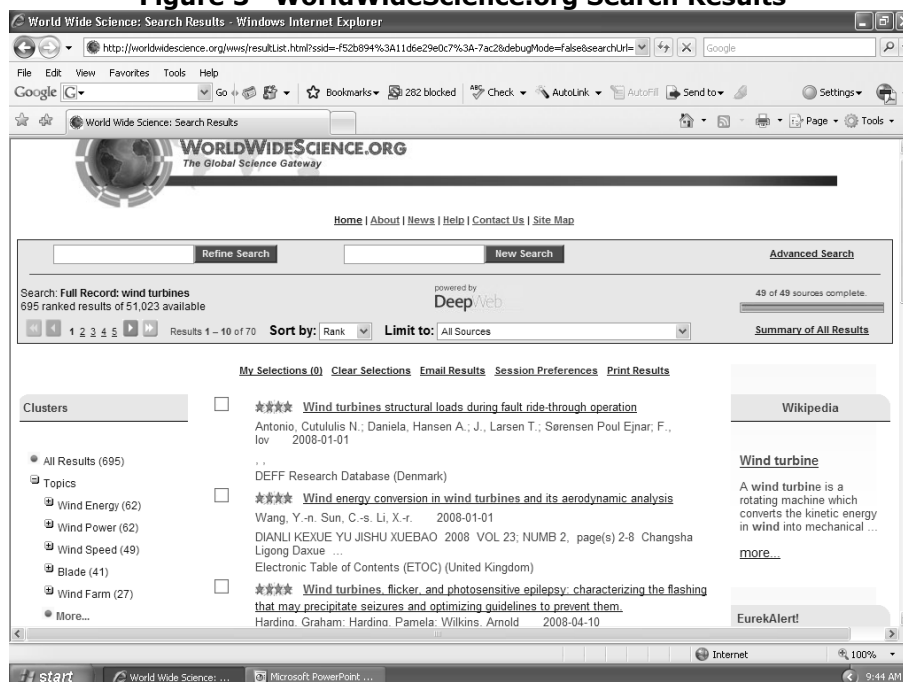 Figure 3 - WorldWideScience.org Search Results
World Wide Science: Search Results - Windows Internet Explorer
http://worldwidescience.org/wws/resultList.html?ssid=-f52b894%3A11d6e29e0c7%3A-7ac2&debugMode=false&searchUrl=
Google
File Edit View Favorites Tools Help
Google G Go Bookmarks 282 blocked ABC Check AutoLink AutoFill Send to Settings
World Wide Science: Search Results Page Tools
WORLDWIDESCIENCE.ORG
The Global Science Gateway
Home | About | News | Help | Contact Us | Site Map
Refine Search New Search Advanced Search
Search: Full Record: wind turbines
695 ranked results of 51,023 available
powered by
DeepWeb
49 of 49 sources complete.
1 2 3 4 5 Results 1 – 10 of 70 Sort by: Rank Limit to: All Sources Summary of All Results
My Selections (0) Clear Selections Email Results Session Preferences Print Results
Clusters
All Results (695)
Topics
Wind Energy (62)
Wind Power (62)
Wind Speed (49)
Blade (41)
Wind Farm (27)
More...
Wind turbines structural loads during fault ride-through operation
Antonio, Cutululis N.; Daniela, Hansen A.; J., Larsen T.; Sørensen Poul Ejnar; F.,
Iov 2008-01-01
, ,
DEFF Research Database (Denmark)
Wind energy conversion in wind turbines and its aerodynamic analysis
Wang, Y.-n. Sun, C.-s. Li, X.-r. 2008-01-01
DIANLI KEXUE YU JISHU XUEBAO 2008 VOL 23; NUMB 2, page(s) 2-8 Changsha
Ligong Daxue ...
Electronic Table of Contents (ETOC) (United Kingdom)
Wind turbines, flicker, and photosensitive epilepsy: characterizing the flashing
that may precipitate seizures and optimizing guidelines to prevent them.
Harding, Graham; Harding, Pamela; Wilkins, Arnold 2008-04-10
Wikipedia
Wind turbine
A wind turbine is a
rotating machine which
converts the kinetic energy
in wind into mechanical ...
more...
EurekAlert!
Internet 100%
start World Wide Science: ... Microsoft PowerPoint ... 9:44 AM